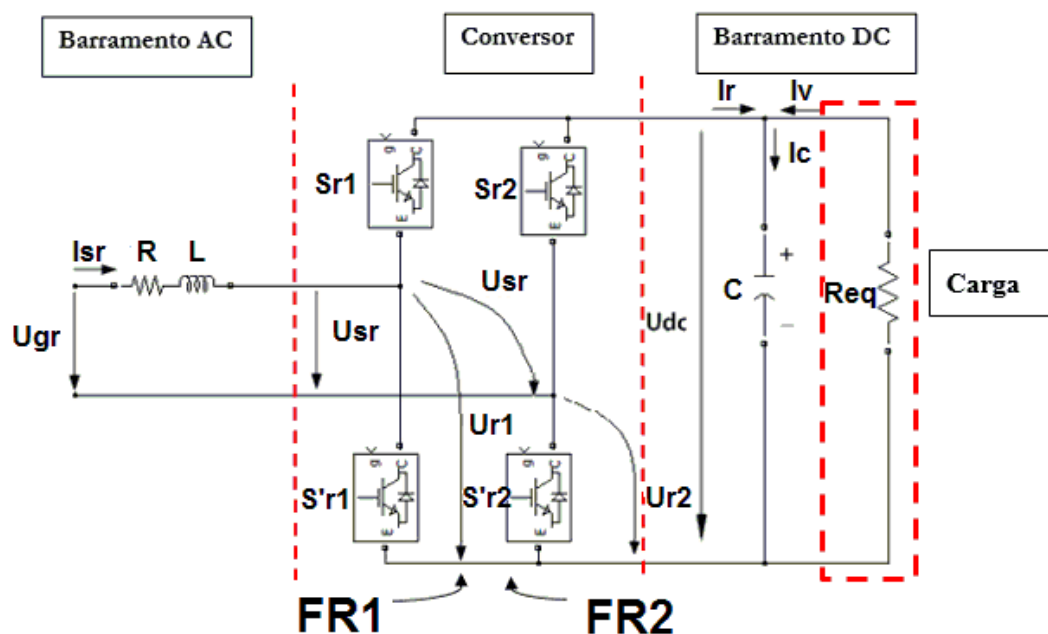 Barramento AC
Conversor
Barramento DC
Ir
Iv
g
C
Sr1
E
g
C
Sr2
E
Ic
Isr
R
L
Usr
Ugr
Usr
Udc
C
+
−
Req
Carga
Ur1
g
C
S'r1
E
g
C
S'r2
E
Ur2
FR1
FR2